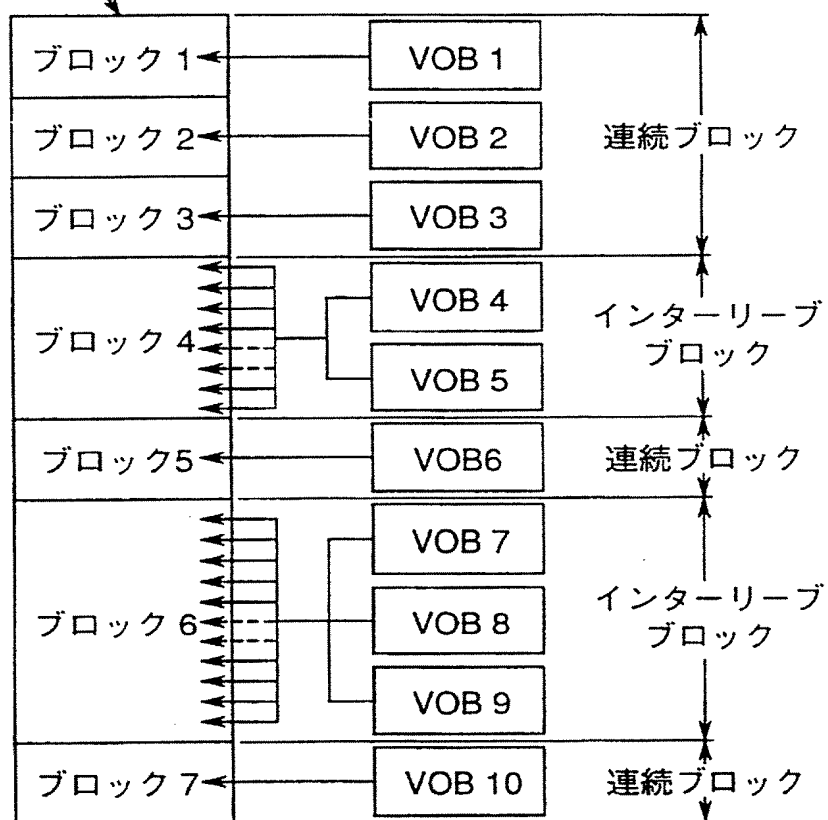 ブロック 1
VOB 1
ブロック 2
VOB 2
連続ブロック
ブロック 3
VOB 3
ブロック 4
VOB 4
VOB 5
インターリーブ
ブロック
ブロック5
VOB6
連続ブロック
ブロック 6
VOB 7
VOB 8
VOB 9
インターリーブ
ブロック
ブロック 7
VOB 10
連続ブロック